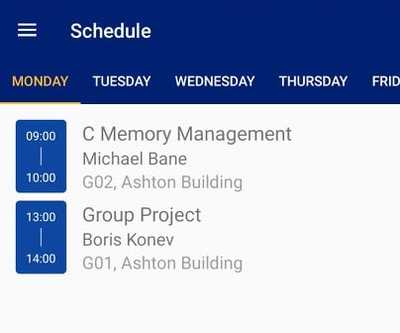 Schedule
MONDAY TUESDAY WEDNESDAY THURSDAY FRID
09:00
10:00
C Memory Management
Michael Bane
G02, Ashton Building
13:00
14:00
Group Project
Boris Konev
G01, Ashton Building